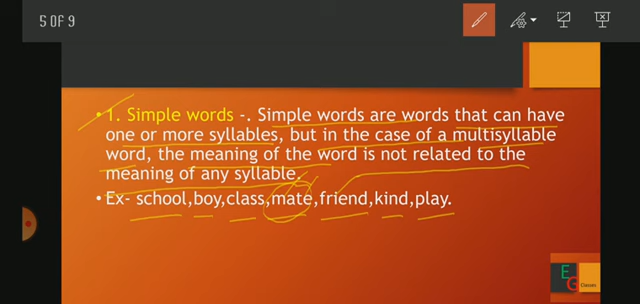 5 OF 9
• 1. Simple words -. Simple words are words that can have
one or more syllables, but in the case of a multisyllable
word, the meaning of the word is not related to the
meaning of any syllable.
• Ex- school,boy,class,mate,friend,kind,play.
EG Classes